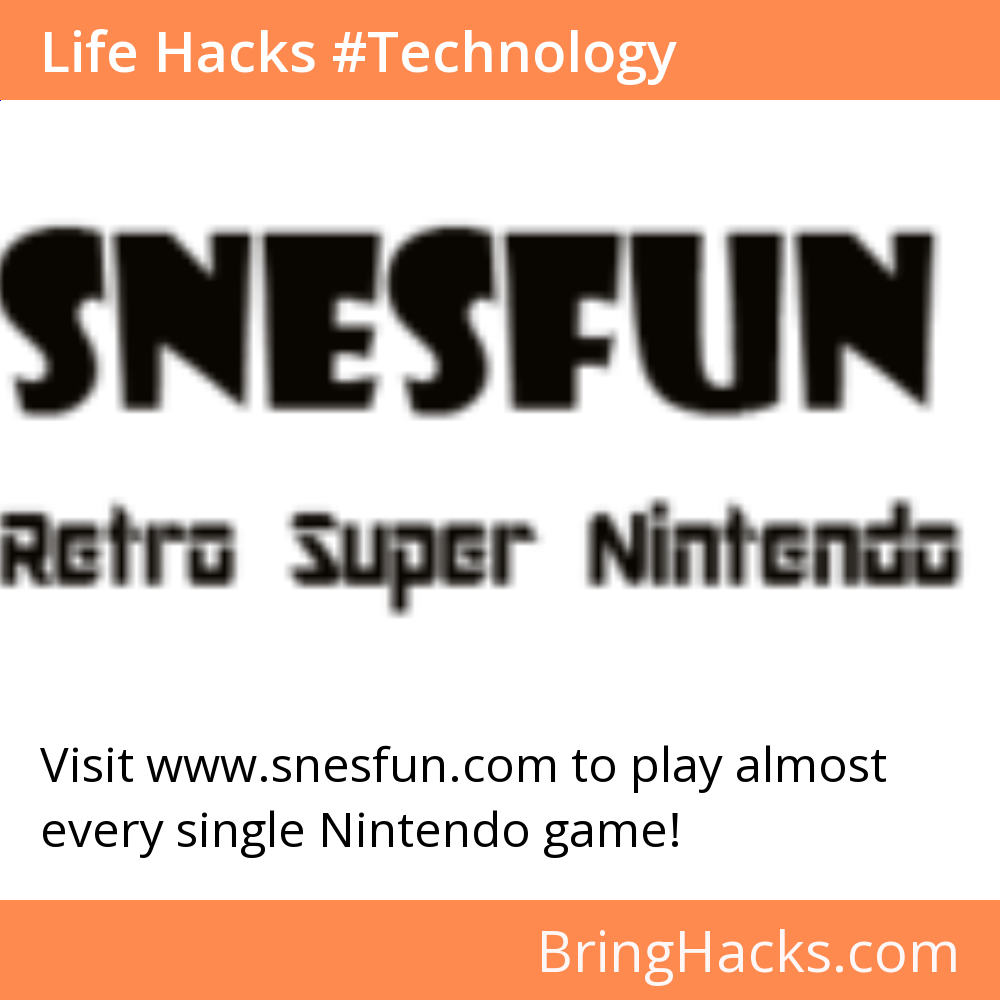 Life Hacks #Technology
SNESFUN
Retro Super Nintendo
Visit www.snesfun.com to play almost
every single Nintendo game!
BringHacks.com